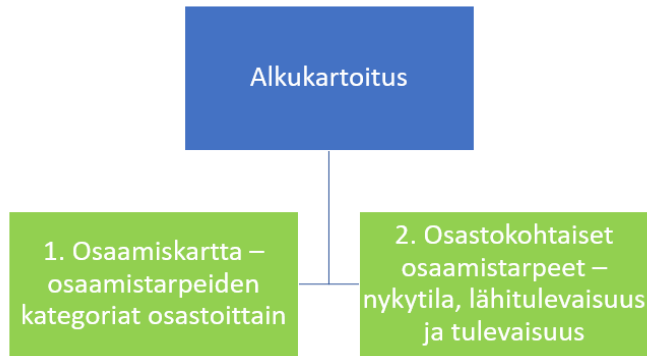 Alkukartoitus
1. Osaamiskartta –
osaamistarpeiden
kategoriat osastoittain
2. Osastokohtaiset
osaamistarpeet –
nykytila, lähitulevaisuus
ja tulevaisuus